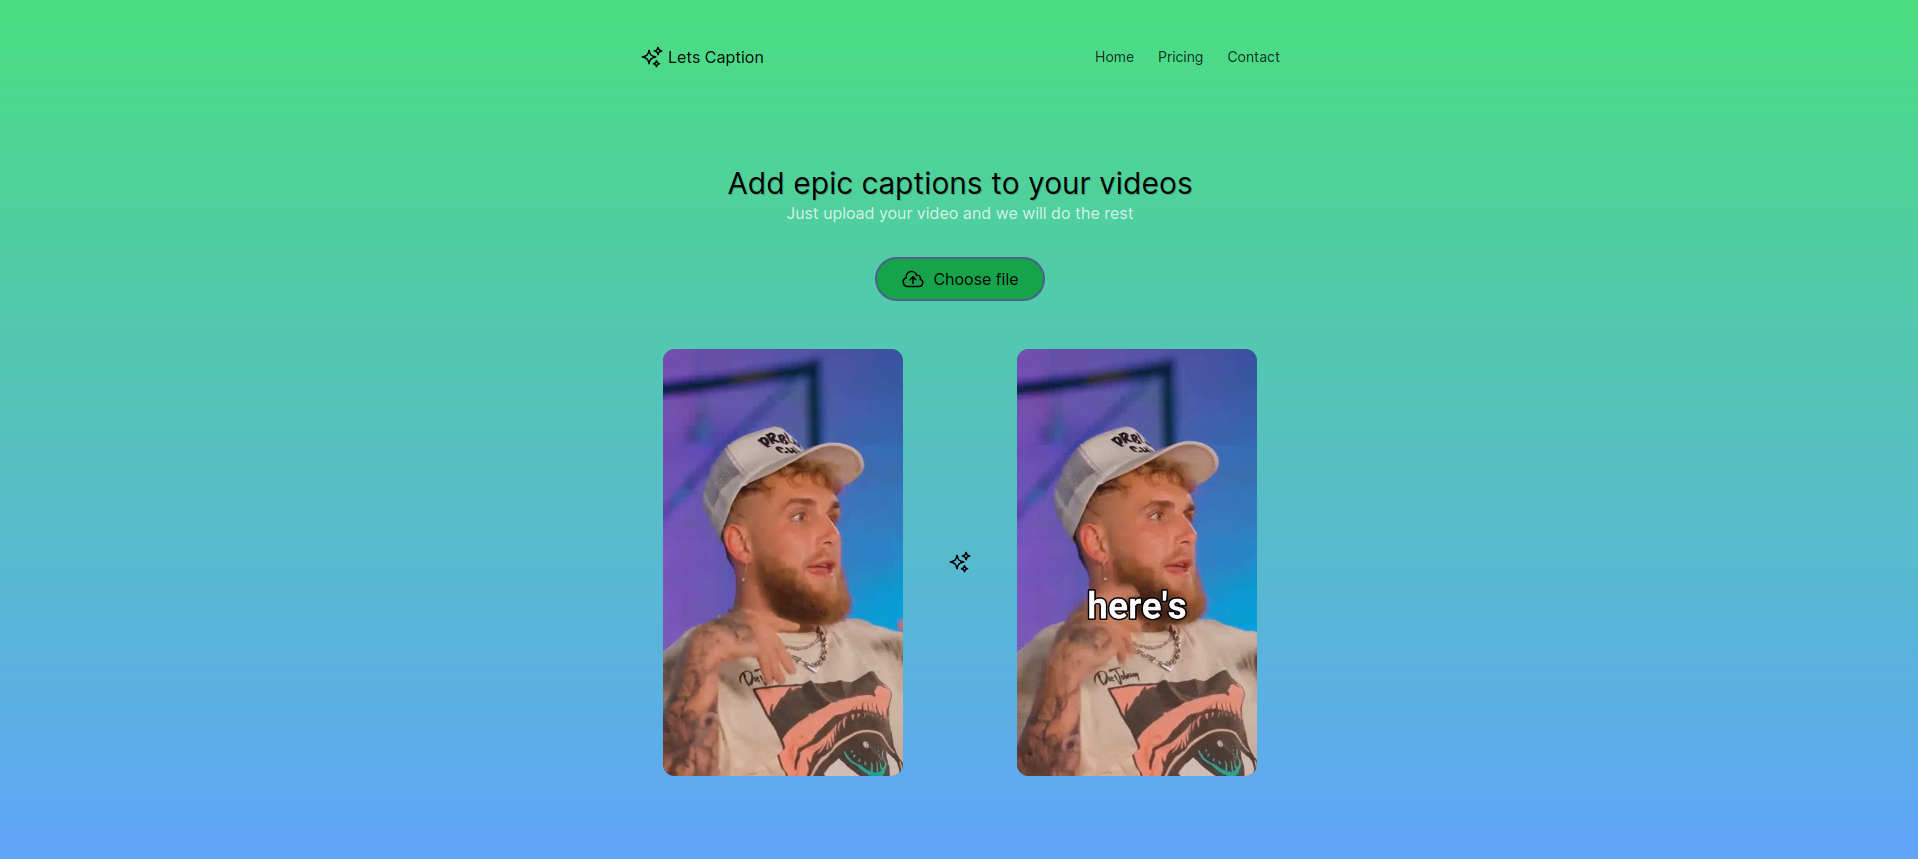 Lets Caption
Home
Pricing
Contact
Add epic captions to your videos
Just upload your video and we will do the rest
Choose file
here's